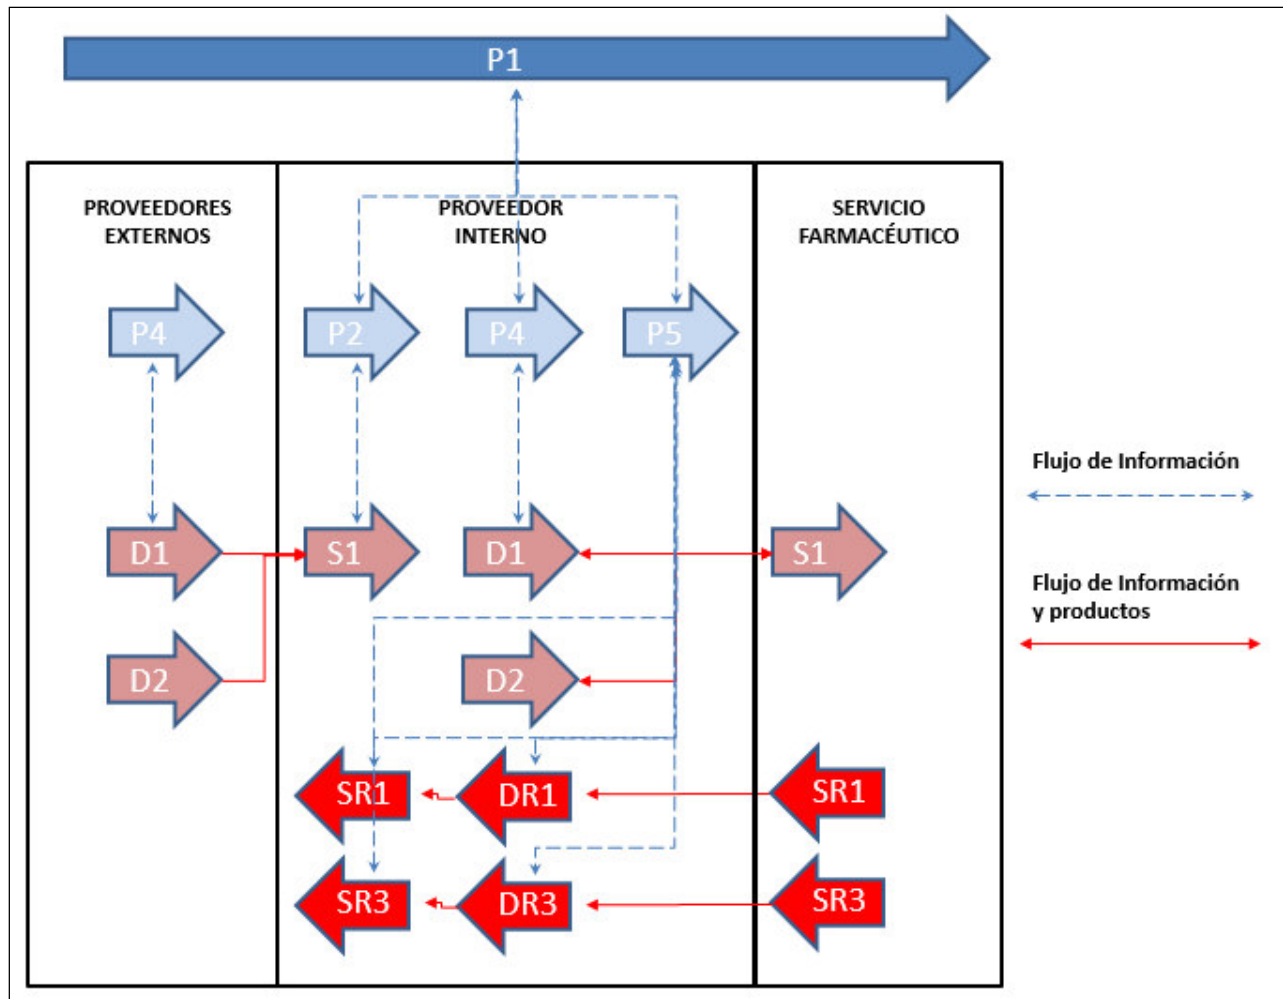 P1
PROVEEDORES
EXTERNOS
PROVEEDOR
INTERNO
SERVICIO
FARMACÉUTICO
P4
P2
P4
P5
Flujo de Información
D1
S1
D1
S1
Flujo de Información
y productos
D2
D2
SR1
DR1
SR1
SR3
DR3
SR3